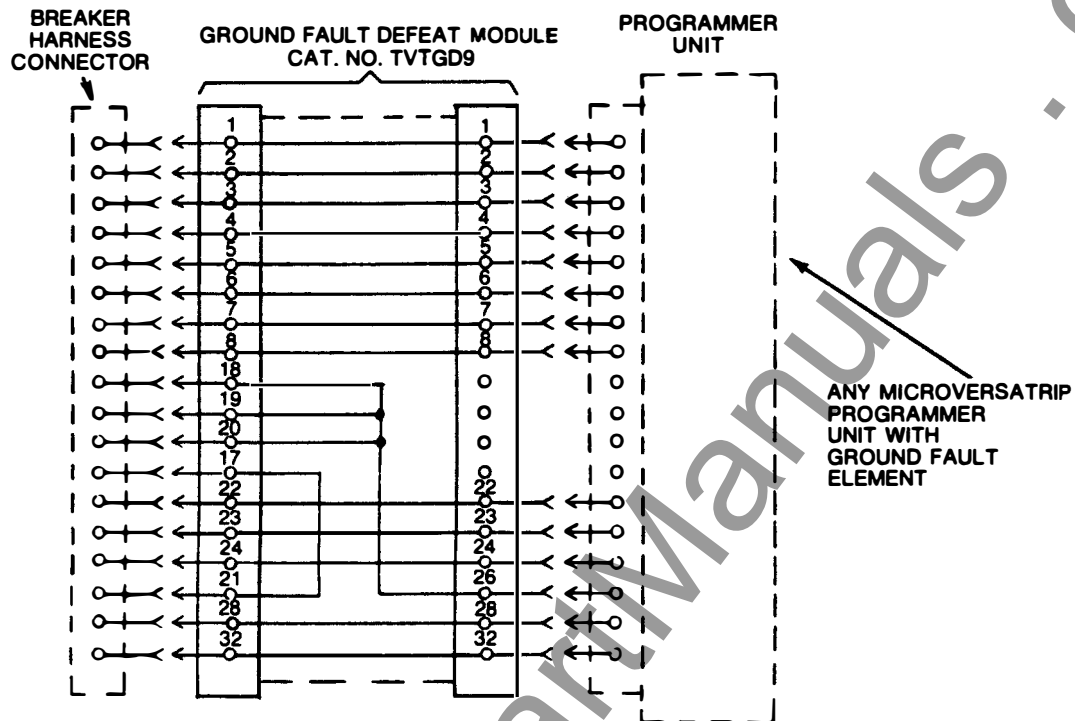 BREAKER
HARNESS
CONNECTOR
GROUND FAULT DEFEAT MODULE
CAT. NO. TVTGD9
PROGRAMMER
UNIT
1 1
2 2
3 3
4 4
5 5
6 6
7 7
8 8
18
19
20
17
22 22
23 23
24 24
21 26
28 28
32 32
ANY MICROVERSATRIP
PROGRAMMER
UNIT WITH
GROUND FAULT
ELEMENT
artManuals .